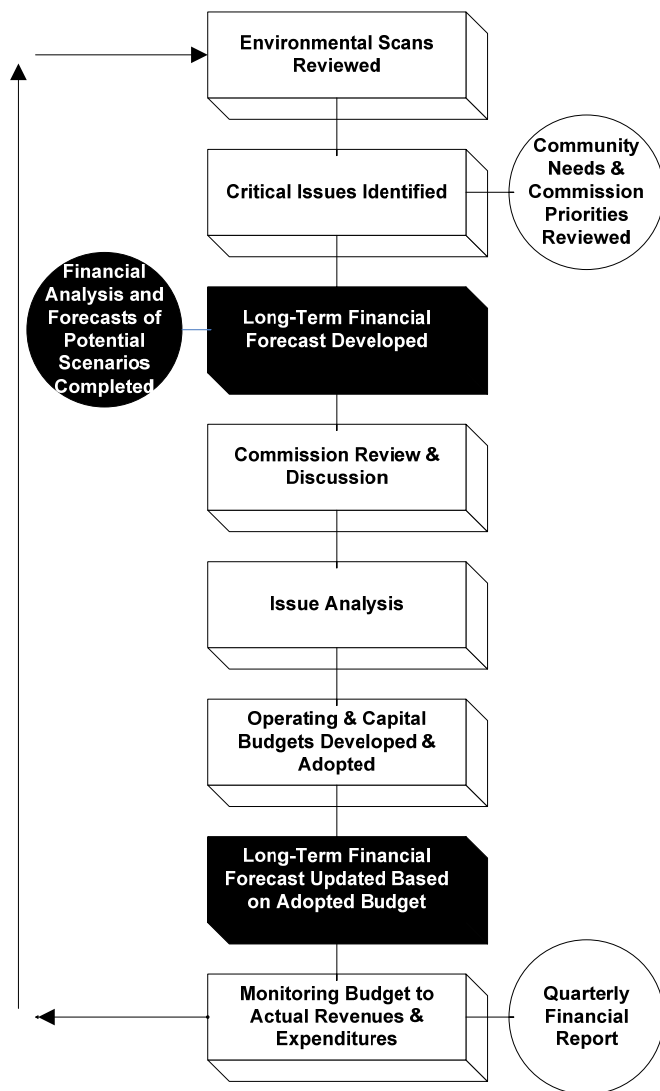 Environmental Scans
Reviewed
Critical Issues Identified
Community
Needs &
Commission
Priorities
Reviewed
Financial
Analysis and
Forecasts of
Potential
Scenarios
Completed
Long-Term Financial
Forecast Developed
Commission Review &
Discussion
Issue Analysis
Operating & Capital
Budgets Developed &
Adopted
Long-Term Financial
Forecast Updated Based
on Adopted Budget
Monitoring Budget to
Actual Revenues &
Expenditures
Quarterly
Financial
Report